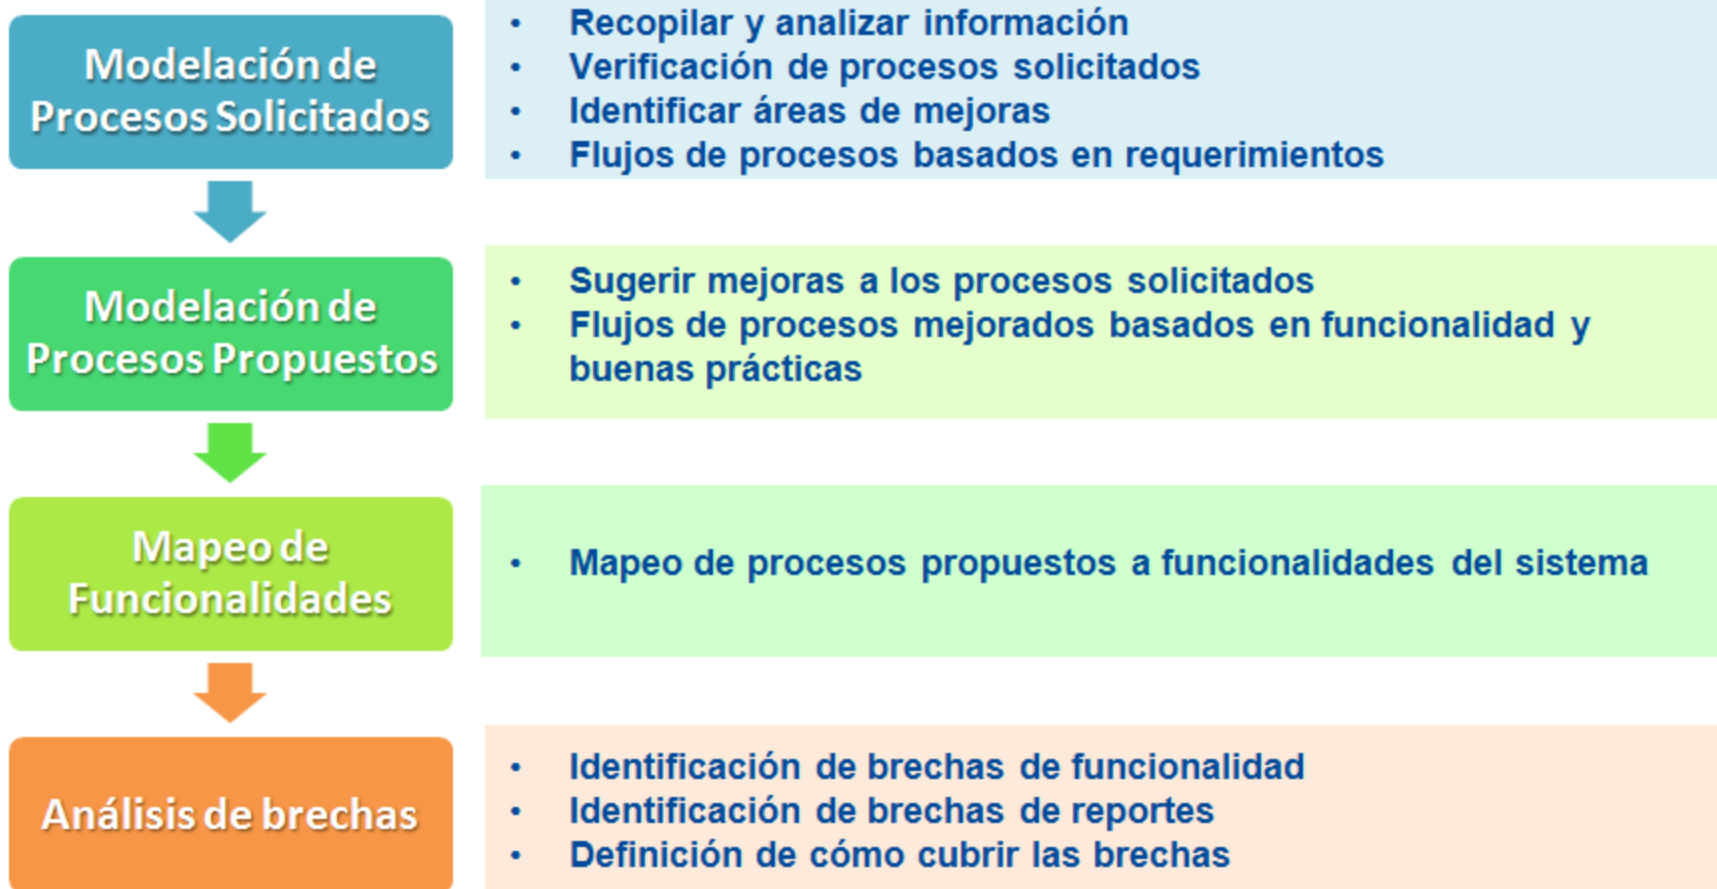 Modelación de
Procesos Solicitados
• Recopilar y analizar información
• Verificación de procesos solicitados
• Identificar áreas de mejoras
• Flujos de procesos basados en requerimientos
Modelación de
Procesos Propuestos
• Sugerir mejoras a los procesos solicitados
• Flujos de procesos mejorados basados en funcionalidad y
buenas prácticas
Mapeo de
Funcionalidades
• Mapeo de procesos propuestos a funcionalidades del sistema
Análisis de brechas
• Identificación de brechas de funcionalidad
• Identificación de brechas de reportes
• Definición de cómo cubrir las brechas